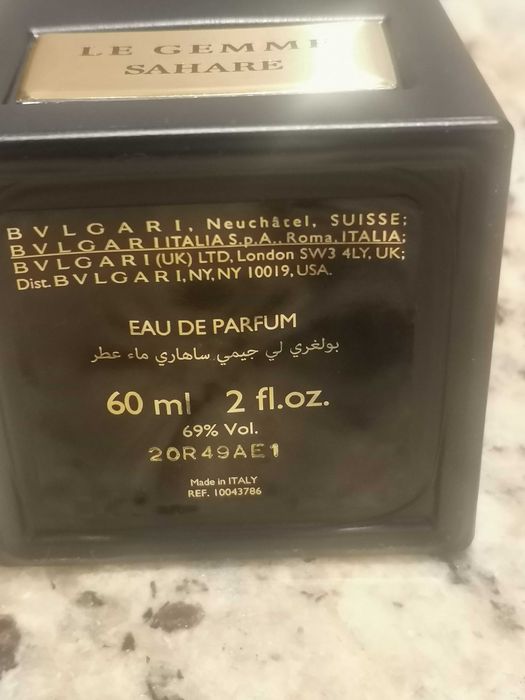 LE GEMME
SAHARE
BVLGARI, Neuchâtel, SUISSE;
BVLGARI ITALIA S.p.A., Roma, ITALIA;
BVLGARI (UK) LTD, London SW3 4LY, UK;
Dist. BVLGARI, NY, NY 10019, USA.
EAU DE PARFUM
بولغري لي جيمي ساهاري ماء عطر
60 ml 2 fl.oz.
69% Vol.
20R49AE1
Made in ITALY
REF. 10043786